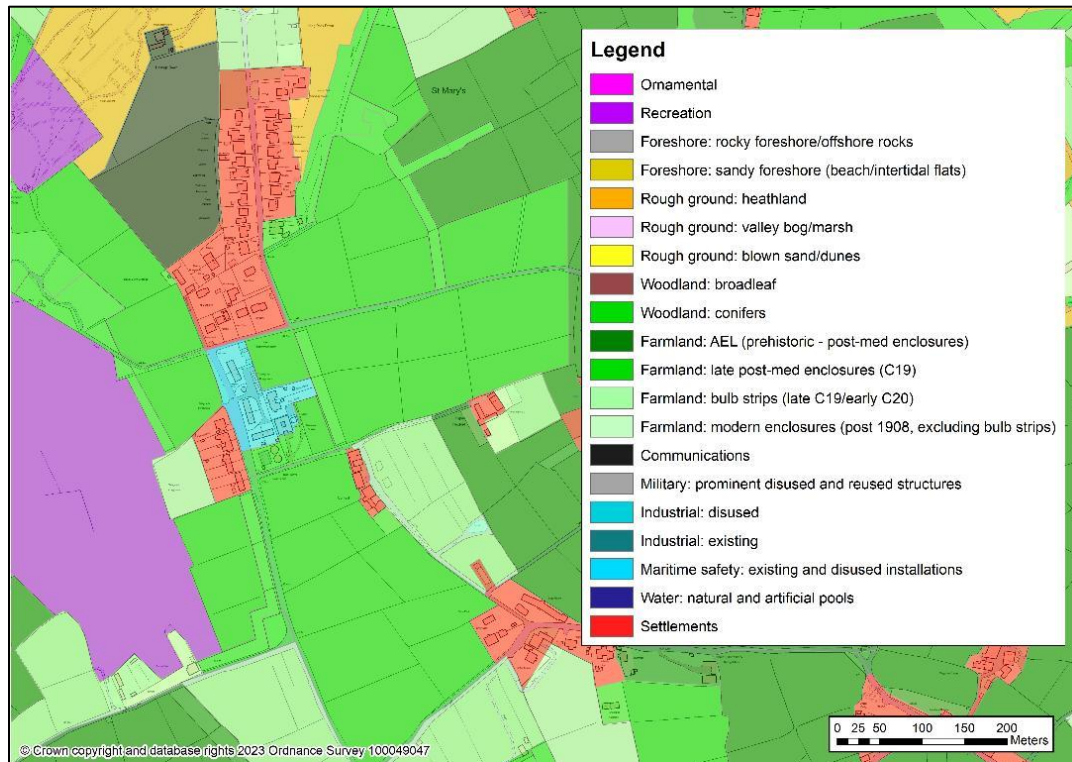 St Mary's
Legend
Ornamental
Recreation
Foreshore: rocky foreshore/offshore rocks
Foreshore: sandy foreshore (beach/intertidal flats)
Rough ground: heathland
Rough ground: valley bog/marsh
Rough ground: blown sand/dunes
Woodland: broadleaf
Woodland: conifers
Farmland: AEL (prehistoric - post-med enclosures)
Farmland: late post-med enclosures (C19)
Farmland: bulb strips (late C19/early C20)
Farmland: modern enclosures (post 1908, excluding bulb strips)
Communications
Military: prominent disused and reused structures
Industrial: disused
Industrial: existing
Maritime safety: existing and disused installations
Water: natural and artificial pools
Settlements
0 25 50 100 150 200
Meters
© Crown copyright and database rights 2023 Ordnance Survey 100049047